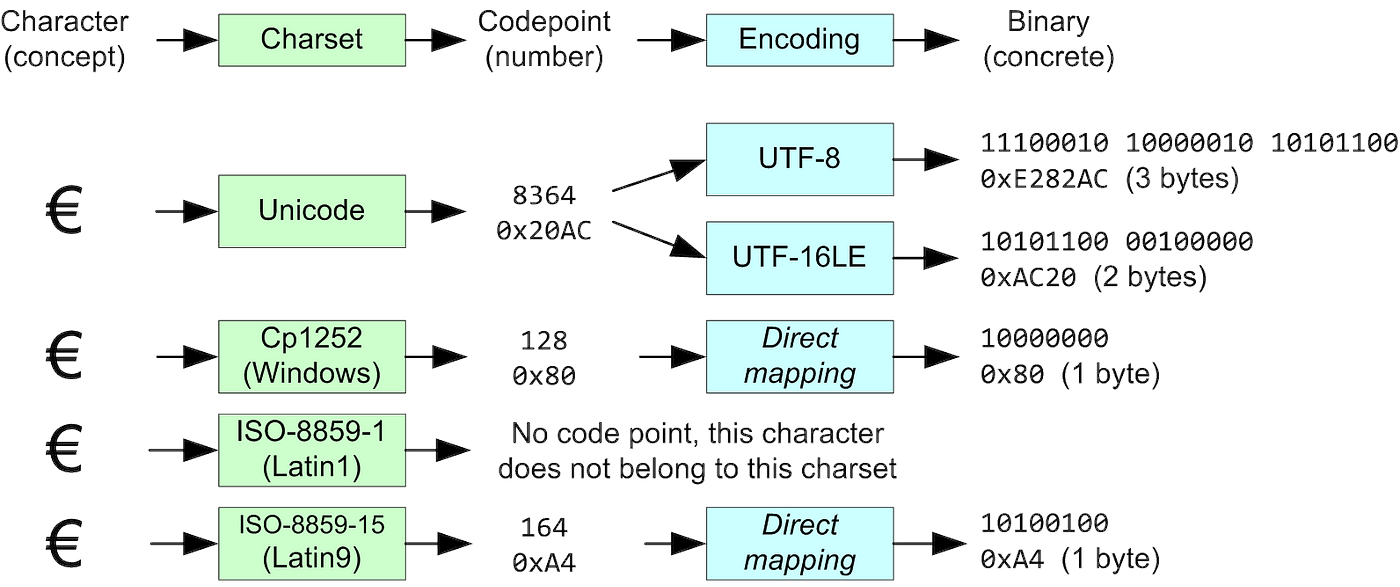 Character
(concept)
Charset
Codepoint
(number)
Encoding
Binary
(concrete)
€
Unicode
8364
0x20AC
UTF-8
11100010 10000010 10101100
0xE282AC (3 bytes)
UTF-16LE
10101100 00100000
0xAC20 (2 bytes)
€
Cp1252
(Windows)
128
0x80
Direct
mapping
10000000
0x80 (1 byte)
€
ISO-8859-1
(Latin1)
No code point, this character
does not belong to this charset
€
ISO-8859-15
(Latin9)
164
0xA4
Direct
mapping
10100100
0xA4 (1 byte)